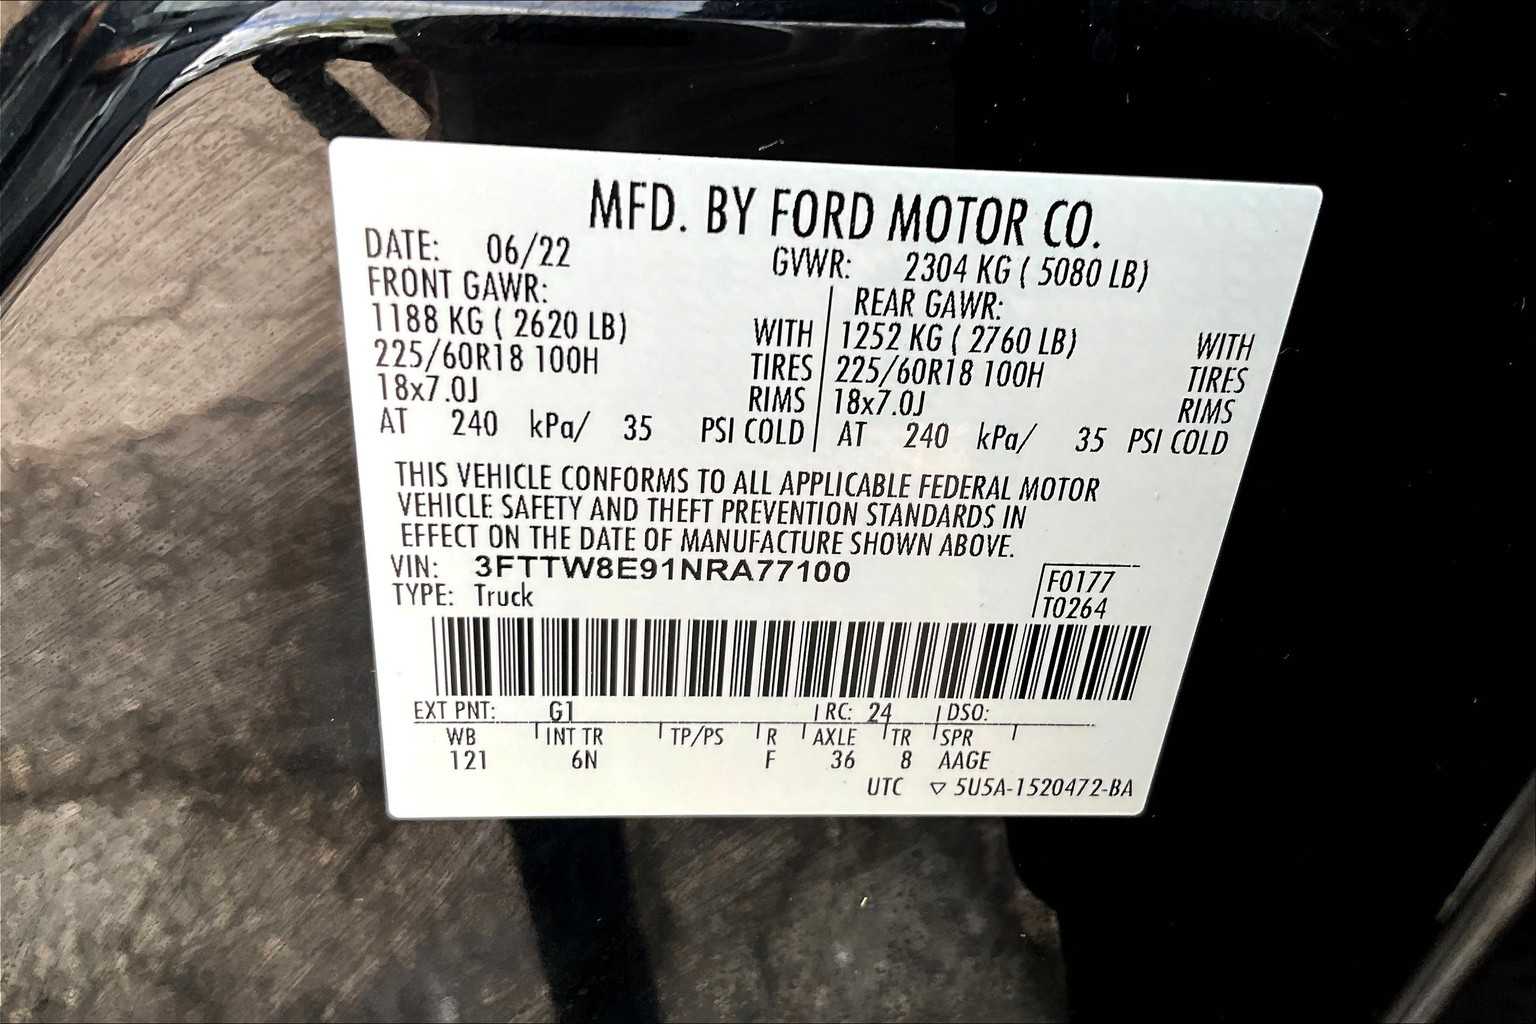 MFD. BY FORD MOTOR CO.
DATE: 06/22 GVWR: 2304 KG ( 5080 LB)
FRONT GAWR: REAR GAWR:
1188 KG ( 2620 LB) WITH 1252 KG ( 2760 LB) WITH
225/60R18 100H TIRES 225/60R18 100H TIRES
18x7.0J RIMS 18x7.0J RIMS
AT 240 kPa/ 35 PSI COLD AT 240 kPa/ 35 PSI COLD
THIS VEHICLE CONFORMS TO ALL APPLICABLE FEDERAL MOTOR
VEHICLE SAFETY AND THEFT PREVENTION STANDARDS IN
EFFECT ON THE DATE OF MANUFACTURE SHOWN ABOVE.
VIN: 3FTTW8E91NRA77100
TYPE: Truck
F0177
T0264
EXT PNT: G1 RC: 24 DSO:
WB INT TR TP/PS R AXLE TR SPR
121 6N F 36 8 AAGE
UTC ▽ 5U5A-1520472-BA